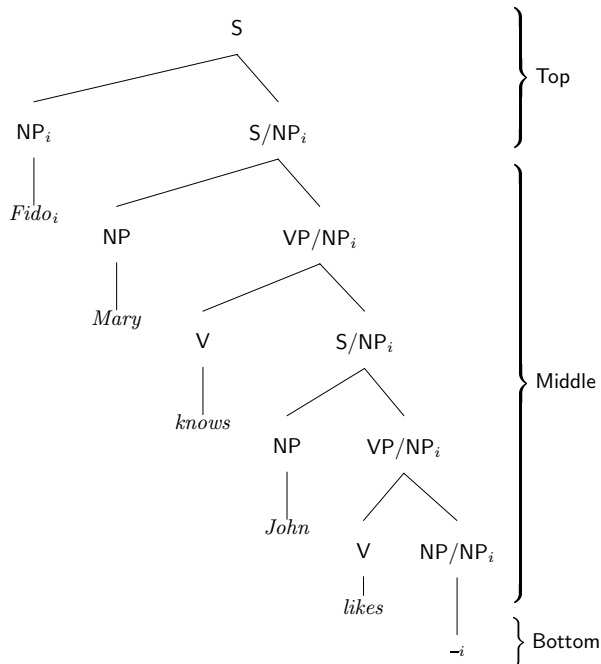 S
Top
NP_i S/NP_i
Fido_i
NP VP/NP_i
Mary
V S/NP_i
Middle
knows
NP VP/NP_i
John
V NP/NP_i
likes
_i Bottom